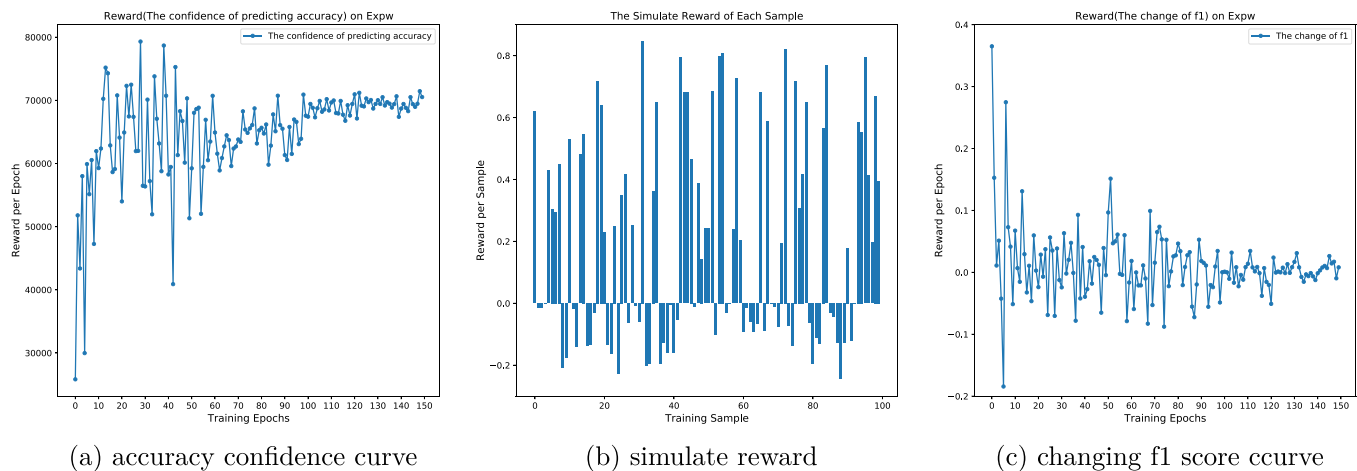 Reward(The confidence of predicting accuracy) on Expw
The confidence of predicting accuracy
80000
70000
60000
50000
40000
30000
Reward per Epoch
0 10 20 30 40 50 60 70 80 90 100 110 120 130 140 150
Training Epochs
(a) accuracy confidence curve
The Simulate Reward of Each Sample
0.8
0.6
0.4
0.2
0.0
−0.2
Reward per Sample
0 20 40 60 80 100
Training Sample
(b) simulate reward
Reward(The change of f1) on Expw
The change of f1
0.4
0.3
0.2
0.1
0.0
−0.1
−0.2
Reward per Epoch
0 10 20 30 40 50 60 70 80 90 100 110 120 130 140 150
Training Epochs
(c) changing f1 score ccurve